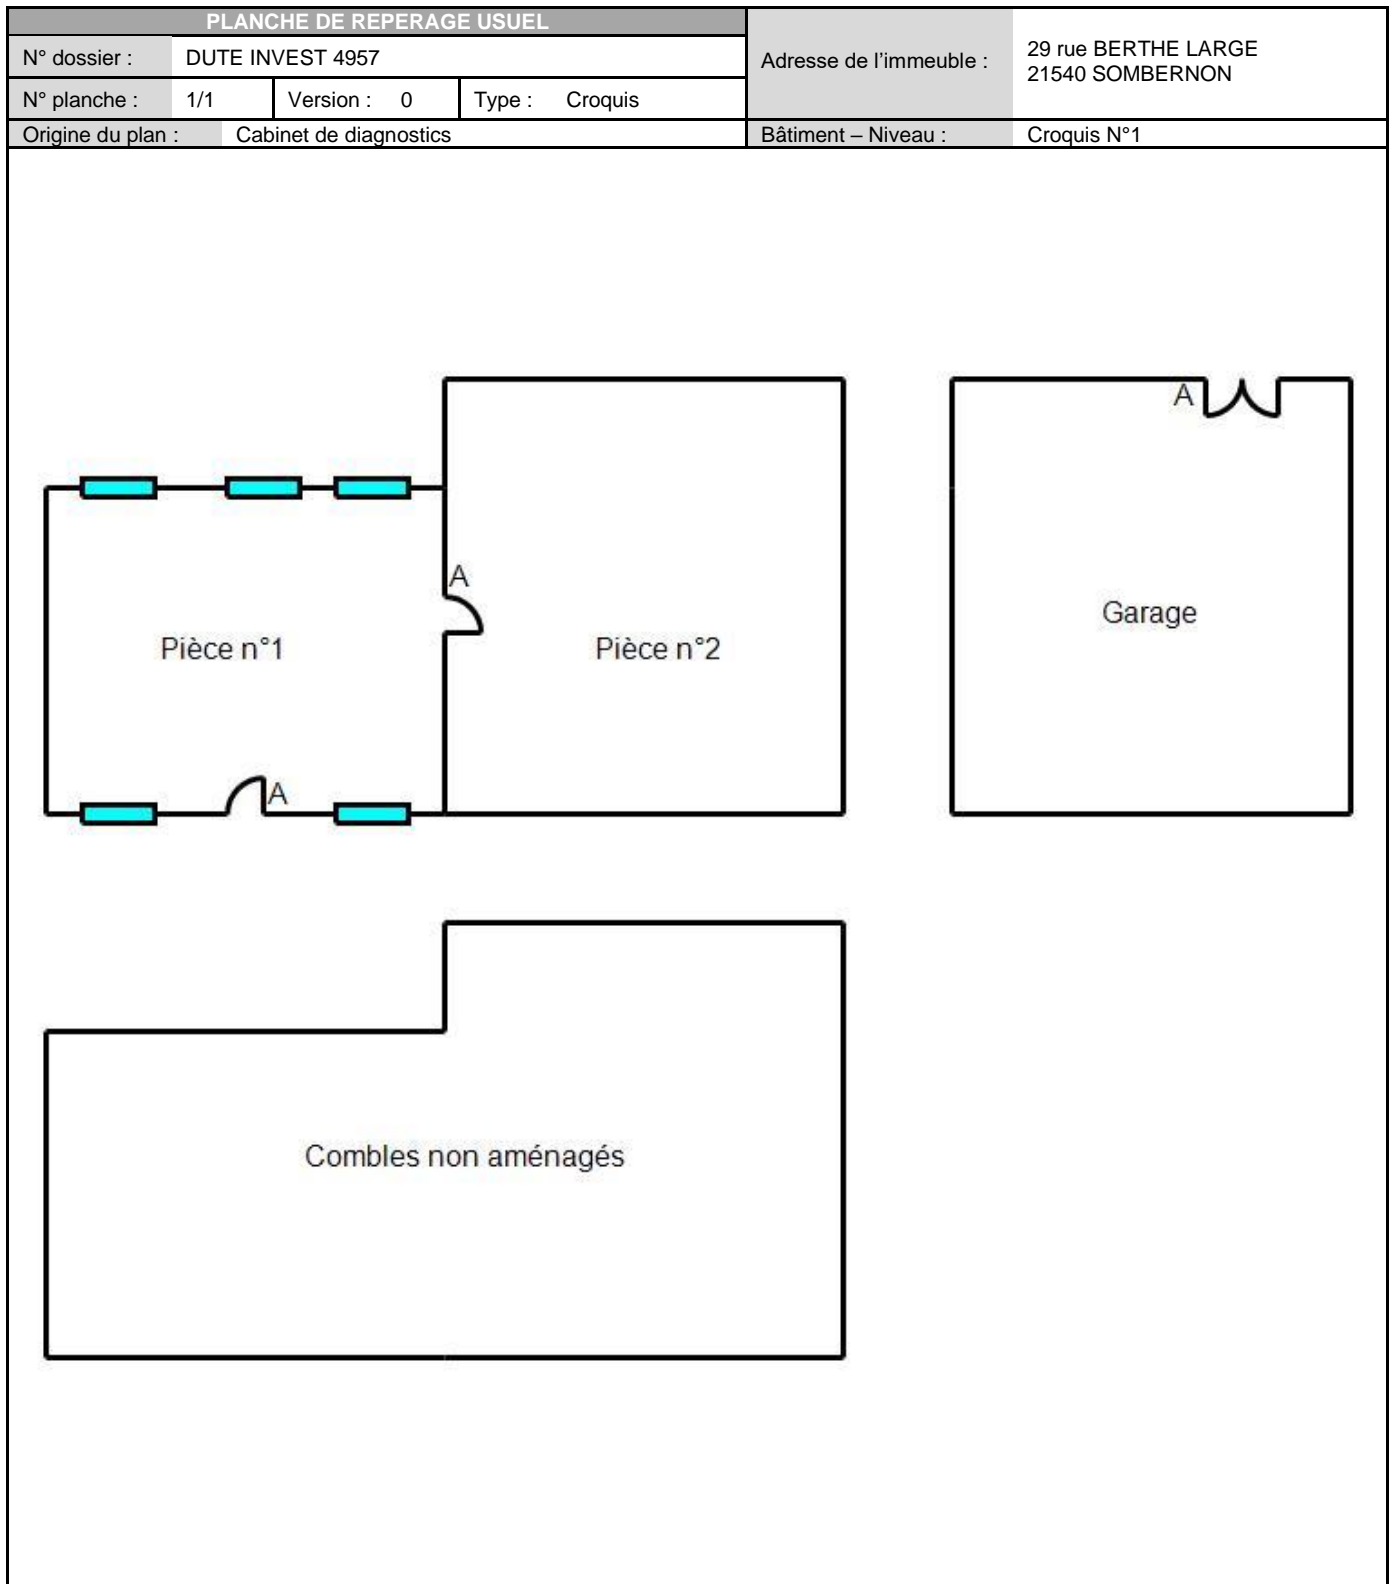 PLANCHE DE REPERAGE USUEL
N° dossier : DUTE INVEST 4957
Adresse de l'immeuble : 29 rue BERTHE LARGE
21540 SOMBERNON
N° planche : 1/1 Version : 0 Type : Croquis
Origine du plan : Cabinet de diagnostics Bâtiment – Niveau : Croquis N°1
A
A
Garage
Pièce n°1 Pièce n°2
A
Combles non aménagés